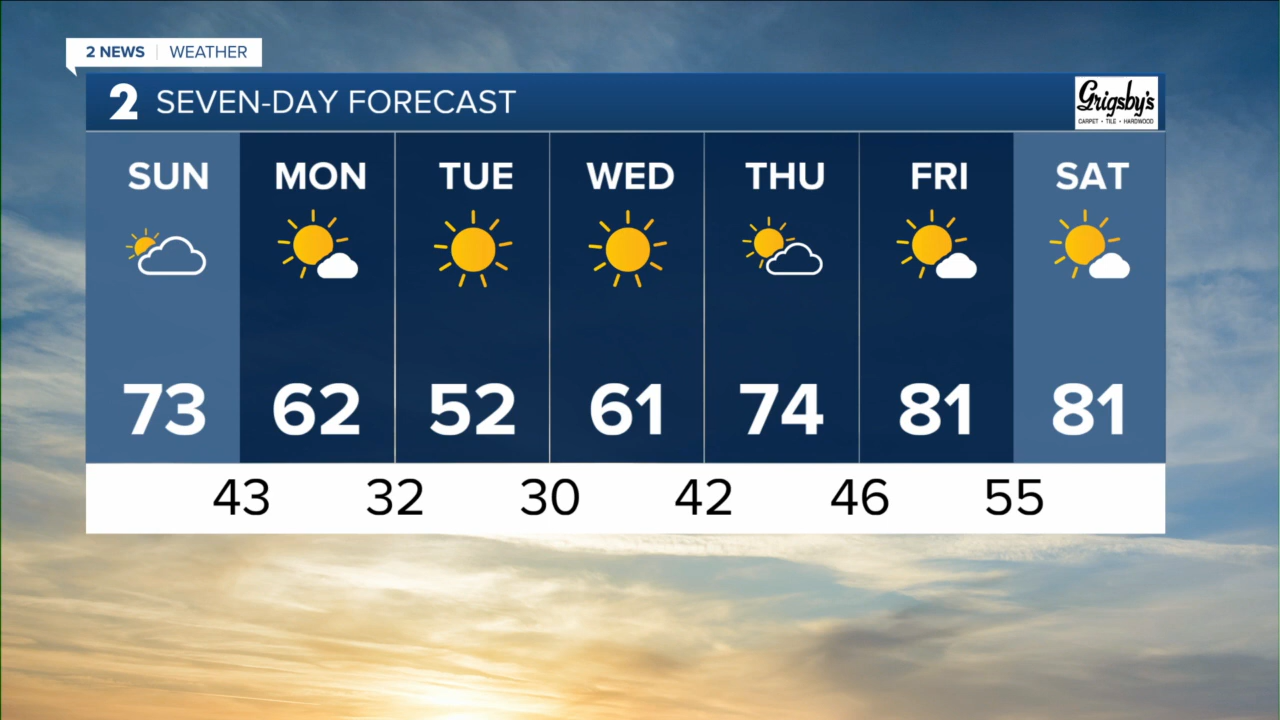 2 NEWS | WEATHER
2 SEVEN-DAY FORECAST
Grigsby's
CARPET • TILE • HARDWOOD
SUN MON TUE WED THU FRI SAT
73 62 52 61 74 81 81
43 32 30 42 46 55